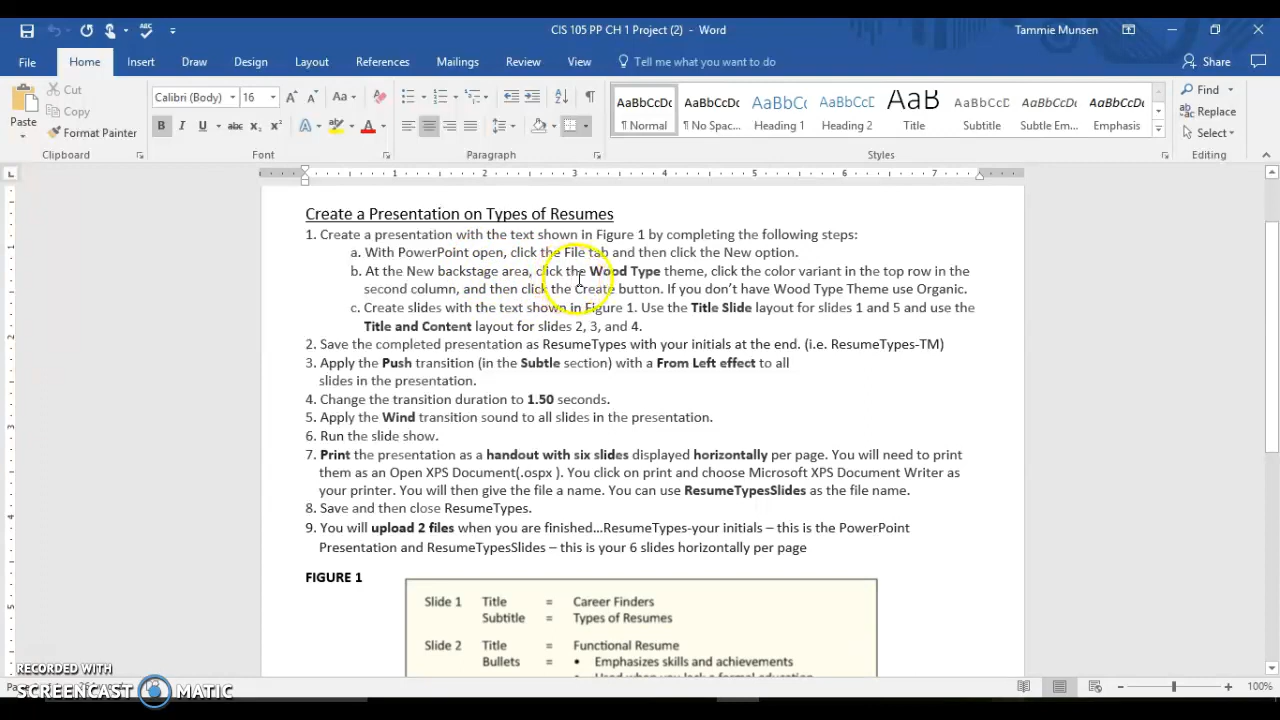 CIS 105 PP CH 1 Project (2) - Word
Tammie Munsen
File Home Insert Draw Design Layout References Mailings Review View Tell me what you want to do Share
Paste
Cut
Copy
Format Painter
Clipboard
Calibri (Body) 16
Font
Paragraph
AaBbCcDc ¶ Normal
AaBbCcDc ¶ No Spac...
AaBbCc Heading 1
AaBbCcC Heading 2
AaB Title
AaBbCcC Subtitle
AaBbCcDc Subtle Em...
AaBbCcDc Emphasis
Styles
Find
Replace
Select
Editing
1 2 3 4 5 6 7
Create a Presentation on Types of Resumes
1. Create a presentation with the text shown in Figure 1 by completing the following steps:
a. With PowerPoint open, click the File tab and then click the New option.
b. At the New backstage area, click the Wood Type theme, click the color variant in the top row in the
second column, and then click the Create button. If you don't have Wood Type Theme use Organic.
c. Create slides with the text shown in Figure 1. Use the Title Slide layout for slides 1 and 5 and use the
Title and Content layout for slides 2, 3, and 4.
2. Save the completed presentation as ResumeTypes with your initials at the end. (i.e. ResumeTypes-TM)
3. Apply the Push transition (in the Subtle section) with a From Left effect to all
slides in the presentation.
4. Change the transition duration to 1.50 seconds.
5. Apply the Wind transition sound to all slides in the presentation.
6. Run the slide show.
7. Print the presentation as a handout with six slides displayed horizontally per page. You will need to print
them as an Open XPS Document(.ospx ). You click on print and choose Microsoft XPS Document Writer as
your printer. You will then give the file a name. You can use ResumeTypesSlides as the file name.
8. Save and then close ResumeTypes.
9. You will upload 2 files when you are finished...ResumeTypes-your initials – this is the PowerPoint
Presentation and ResumeTypesSlides – this is your 6 slides horizontally per page
FIGURE 1
Slide 1 Title = Career Finders
Subtitle = Types of Resumes
Slide 2 Title = Functional Resume
Bullets = • Emphasizes skills and achievements
• Used when you lack a formal education
RECORDED WITH
SCREENCAST MATIC
100%